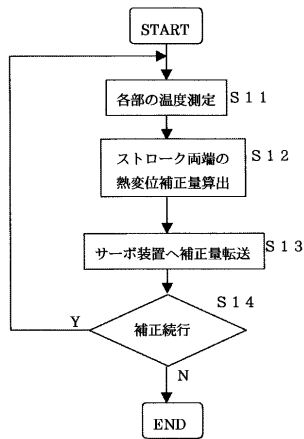 START
各部の温度測定 S11
ストローク両端の S12
熱変位補正量算出
サーボ装置へ補正量転送 S13
S14
Y 補正続行
N
END